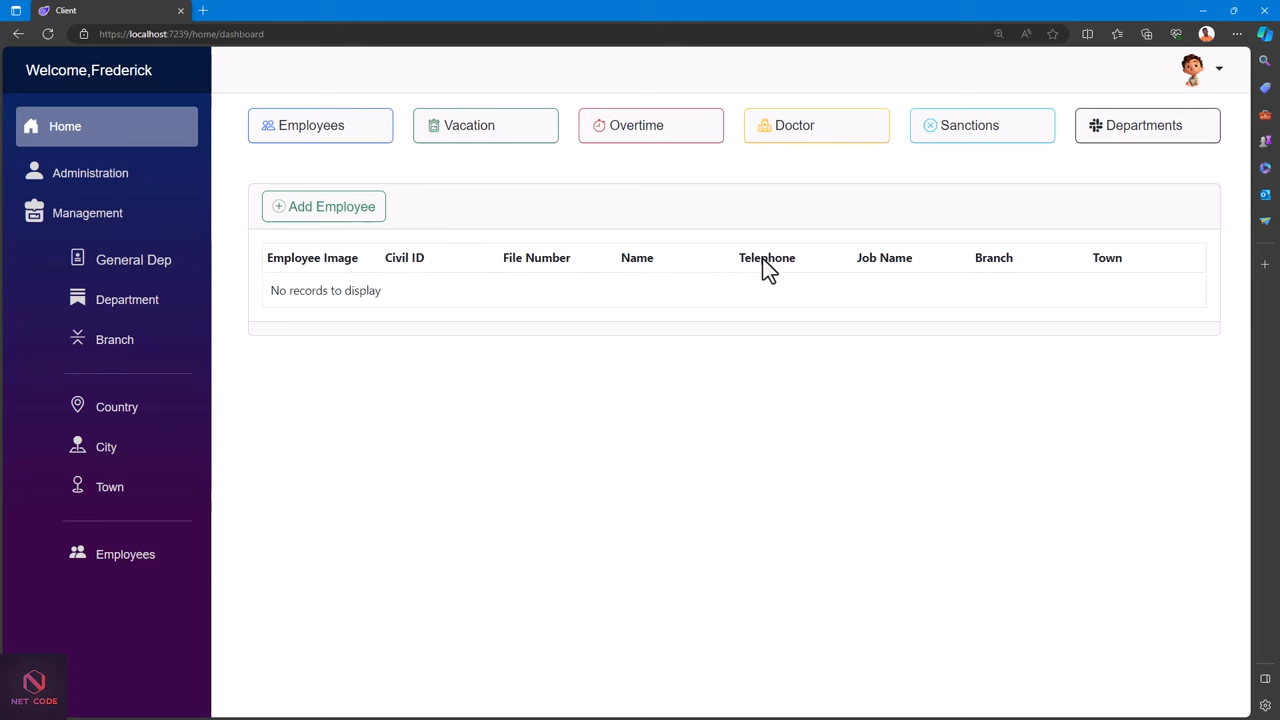 Client
https://localhost:7239/home/dashboard
Welcome,Frederick
Home
Administration
Management
General Dep
Department
Branch
Country
City
Town
Employees
Employees Vacation Overtime Doctor Sanctions Departments
Add Employee
Employee Image Civil ID File Number Name Telephone Job Name Branch Town
No records to display
NET CODE